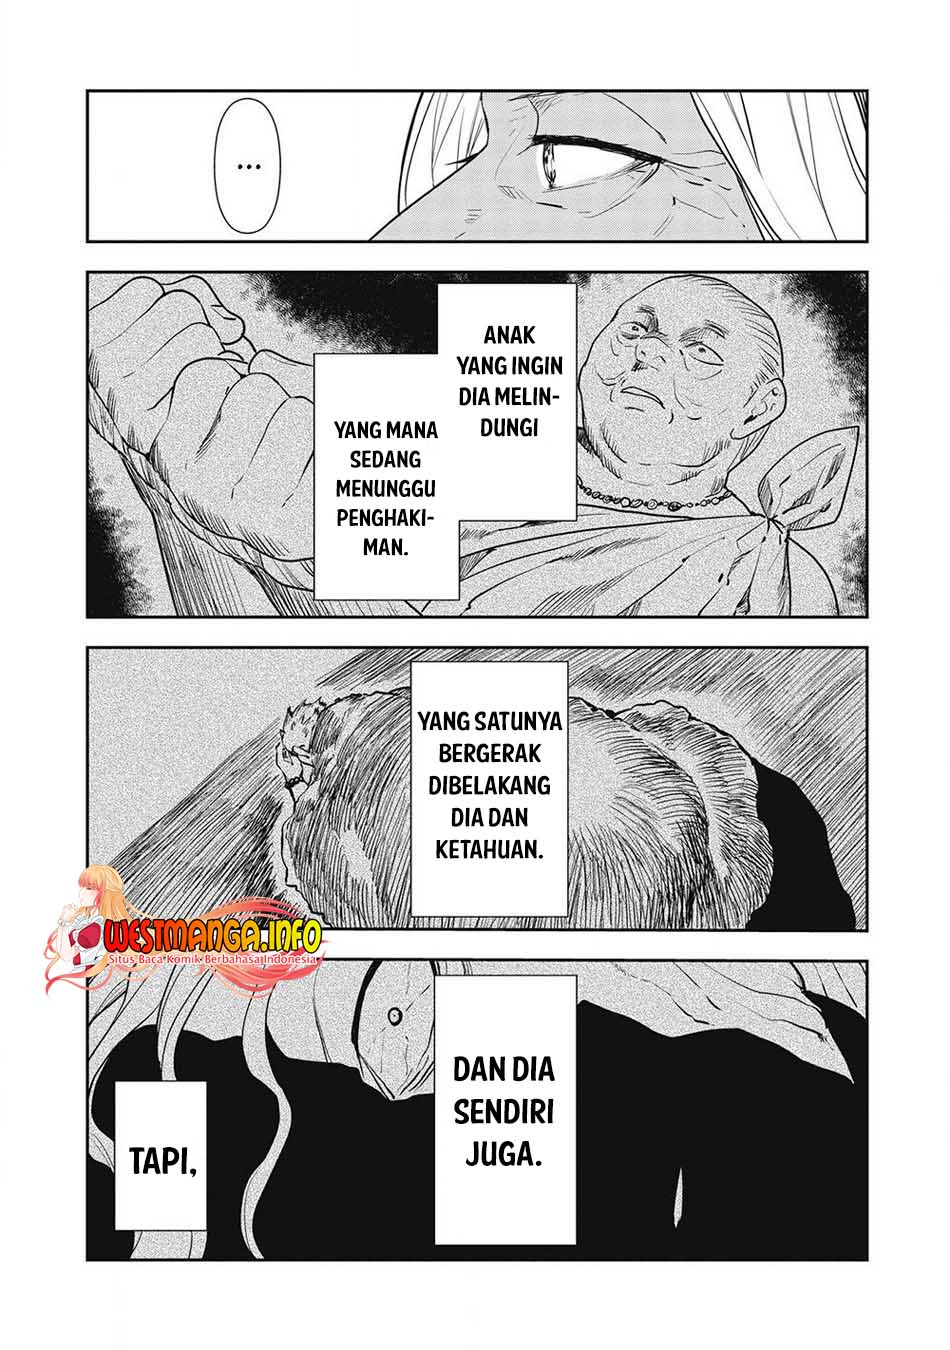 ...
ANAK
YANG INGIN
DIA MELIN-
DUNGI
YANG MANA
SEDANG
MENUNGGU
PENGHAKI-
MAN.
YANG SATUNYA
BERGERAK
DIBELAKANG
DIA DAN
KETAHUAN.
WESTMANGA.INFO
Situs Baca Komik Berbahasa Indonesia
DAN DIA
SENDIRI
JUGA.
TAPI,